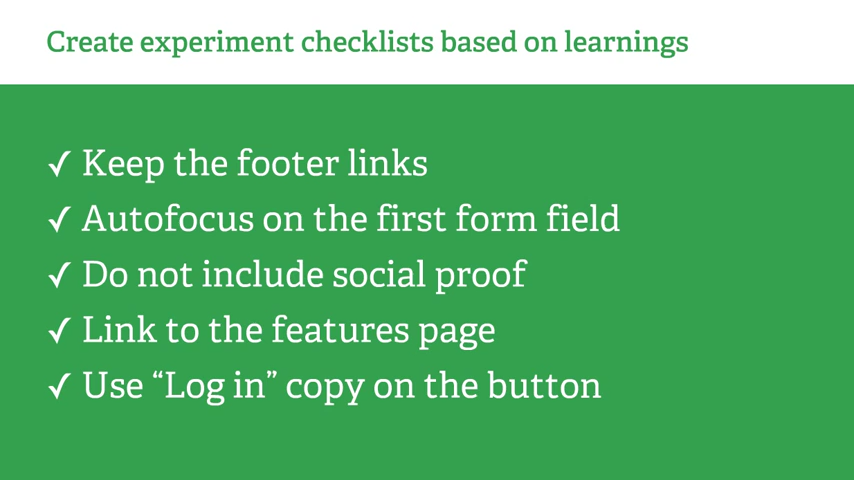 Create experiment checklists based on learnings
✓ Keep the footer links
✓ Autofocus on the first form field
✓ Do not include social proof
✓ Link to the features page
✓ Use “Log in” copy on the button